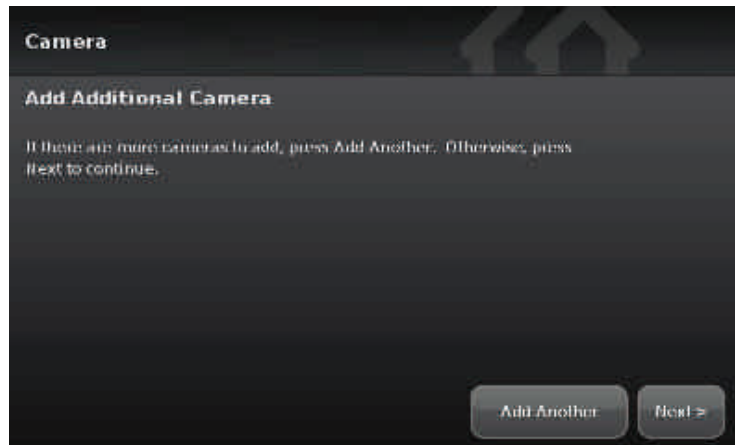 Camera
Add Additional Camera
If there are more cameras to add, press Add Another. Otherwise, press
Next to continue.
Add Another
Next >